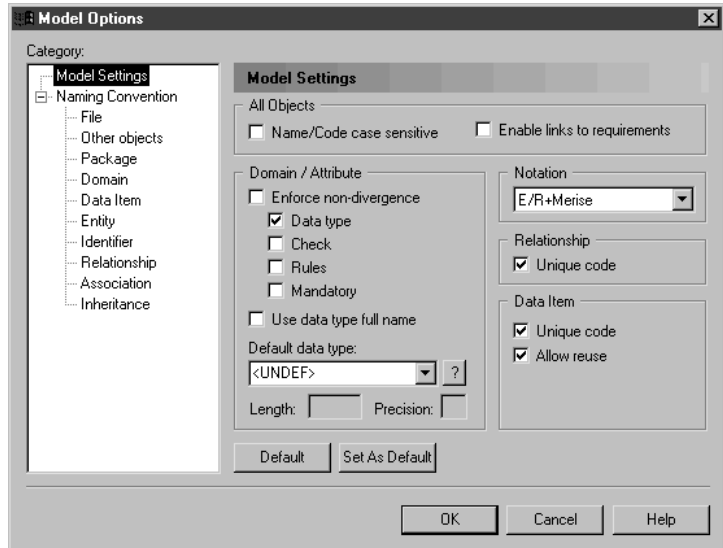 Model Options
Category:
Model Settings
Naming Convention
File
Other objects
Package
Domain
Data Item
Entity
Identifier
Relationship
Association
Inheritance
Model Settings
All Objects
Name/Code case sensitive
Enable links to requirements
Domain / Attribute
Enforce non-divergence
Data type
Check
Rules
Mandatory
Use data type full name
Default data type:
<UNDEF>
?
Length:
Precision:
Notation
E/R+Merise
Relationship
Unique code
Data Item
Unique code
Allow reuse
Default
Set As Default
OK
Cancel
Help